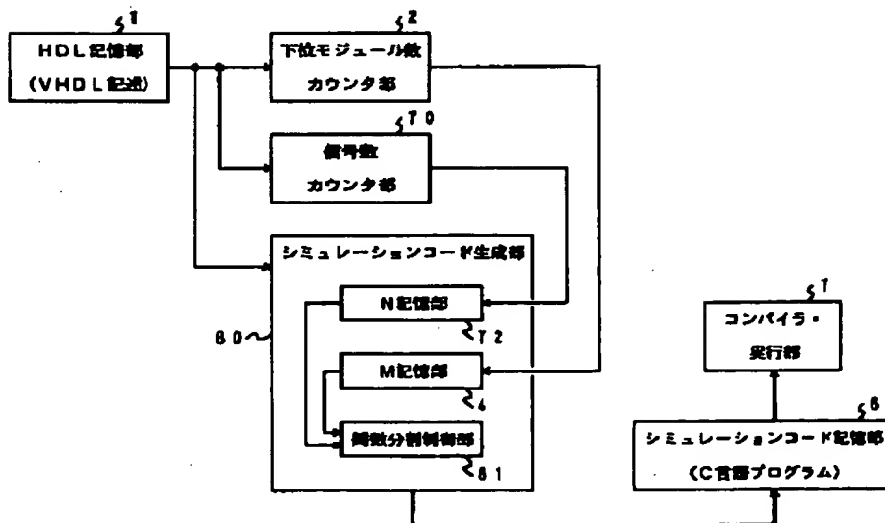 1
HDL記憶部
(VHDL記述)
2
下位モジュール数
カウンタ部
70
信号数
カウンタ部
シミュレーションコード生成部
N記憶部
72
80
M記憶部
4
関数分割制御部
81
7
コンパイラ・
実行部
6
シミュレーションコード記憶部
(C言語プログラム)